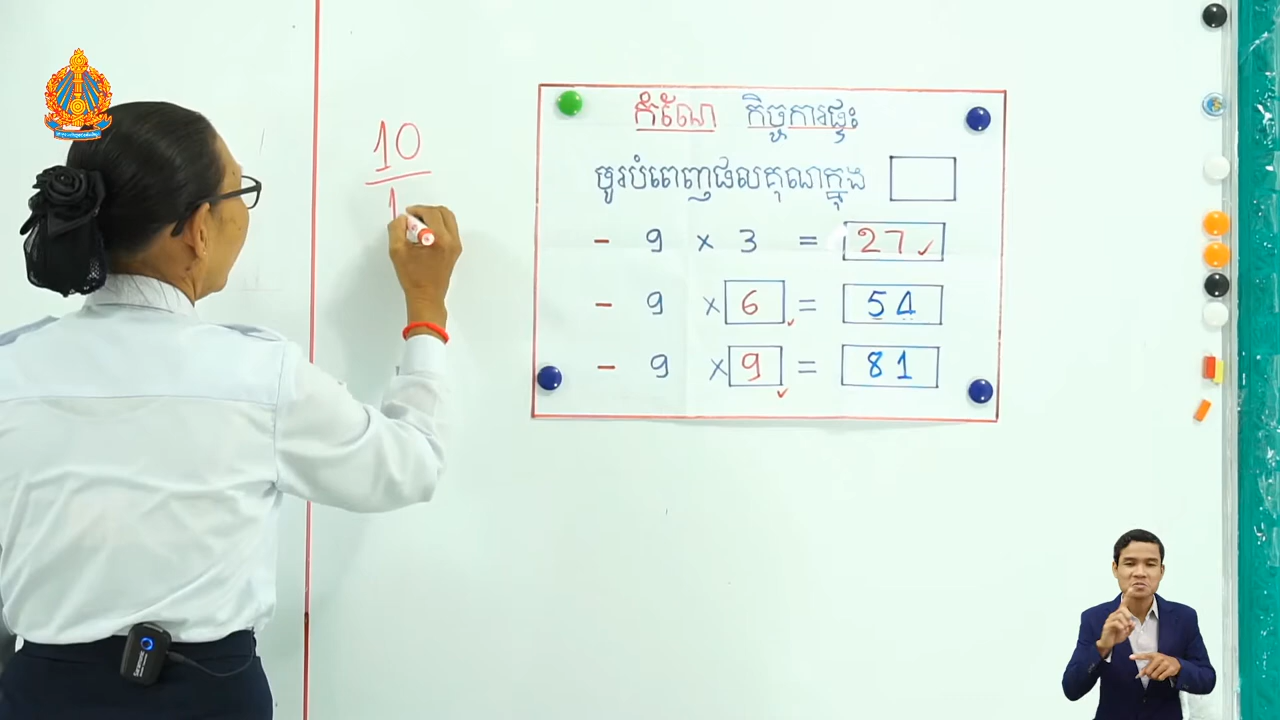 10
1
កំណែ កិច្ចការផ្ទះ
ចូរបំពេញផលគុណក្នុង
- 9 × 3 = 27
- 9 × 6 = 54
- 9 × 9 = 81